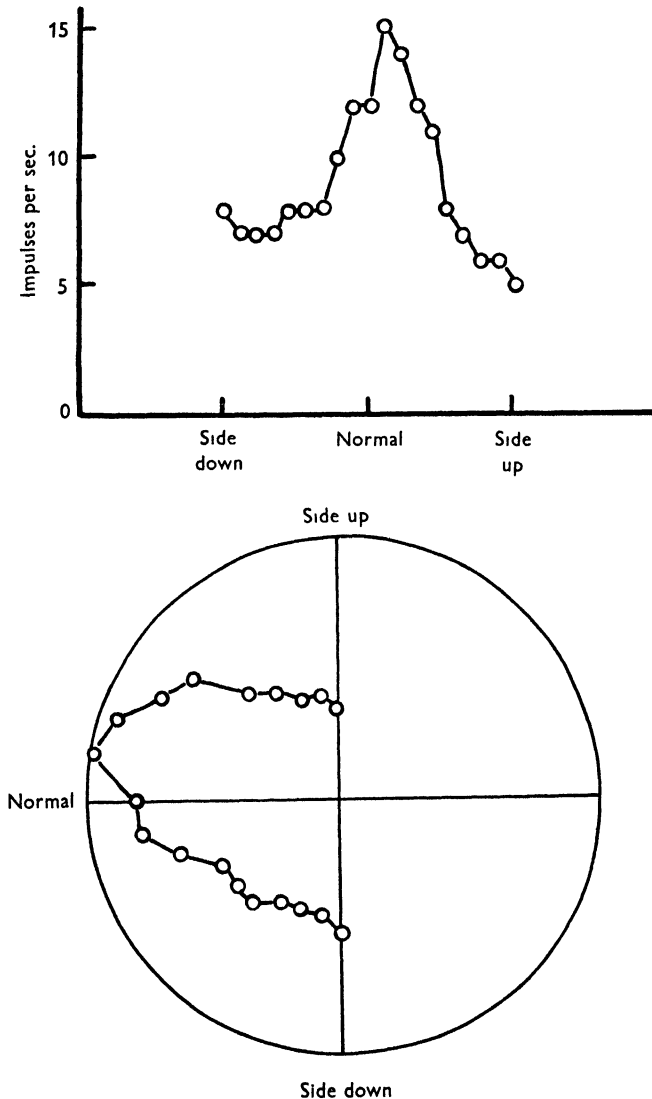 15
10
5
0
Impulses per sec.
Side
down
Normal
Side
up
Side up
Normal
Side down